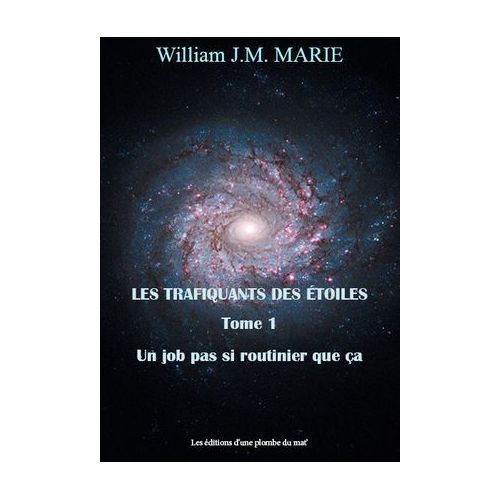 William J.M. MARIE
LES TRAFIQUANTS DES ÉTOILES
Tome 1
Un job pas si routinier que ça
Les éditions d'une plombe du mat'